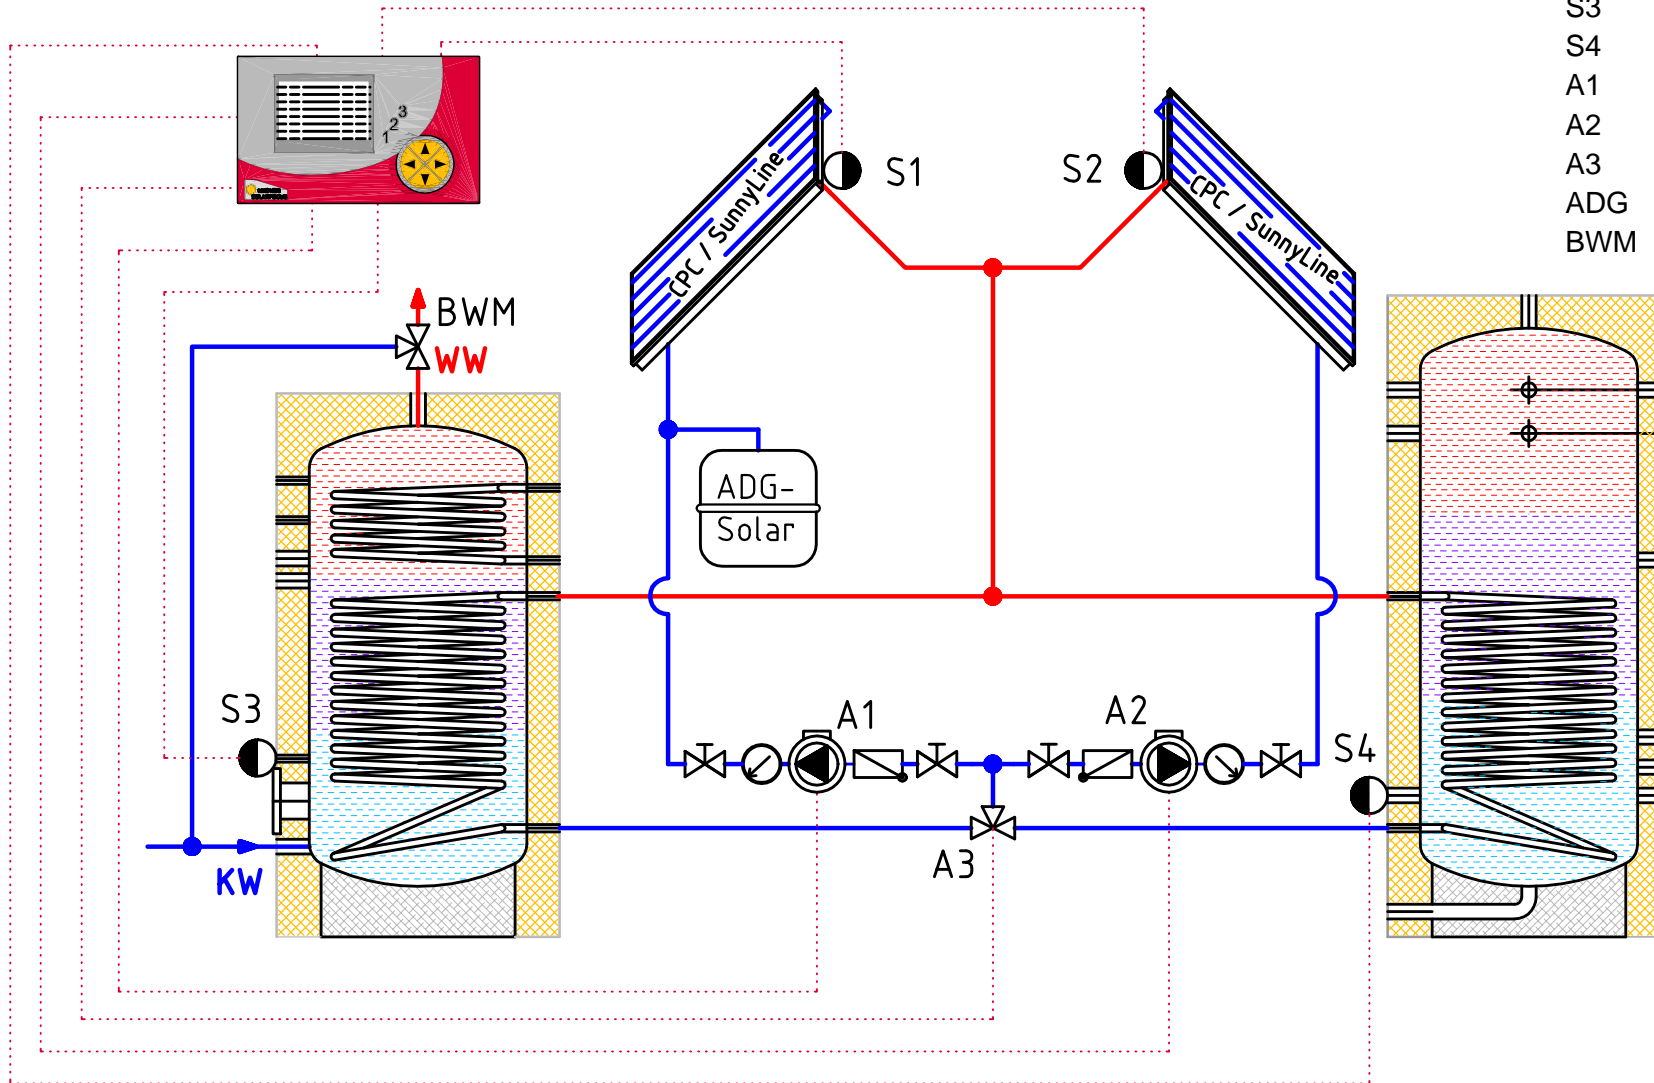 S3
S4
A1
A2
A3
ADG
BWM
1 2 3
S1
S2
CPC / SunnyLine
CPC / SunnyLine
BWM
WW
ADG-
Solar
S3
A1
A2
S4
A3
KW